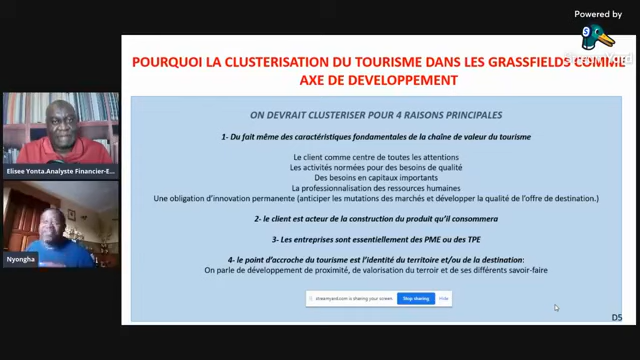 Powered by
POURQUOI LA CLUSTERISATION DU TOURISME DANS LES GRASSFIELDS COMME
AXE DE DEVELOPPEMENT
ON DEVRAIT CLUSTERISER POUR 4 RAISONS PRINCIPALES
1- Du fait même des caractéristiques fondamentales de la chaîne de valeur du tourisme
Le client comme centre de toutes les attentions
Les activités normées pour des besoins de qualité
Des besoins en capitaux importants
La professionnalisation des ressources humaines
Une obligation d'innovation permanente (anticiper les mutations des marchés et développer la qualité de l'offre de destination.)
2- le client est acteur de la construction du produit qu'il consommera
3- Les entreprises sont essentiellement des PME ou des TPE
4- le point d'accroche du tourisme est l'identité du territoire et/ou de la destination:
On parle de développement de proximité, de valorisation du terroir et de ses différents savoir-faire
Elisee Yonta.Analyste Financier-E...
Nyongha
streamyard.com is sharing your screen.
Stop sharing
Hide
D5